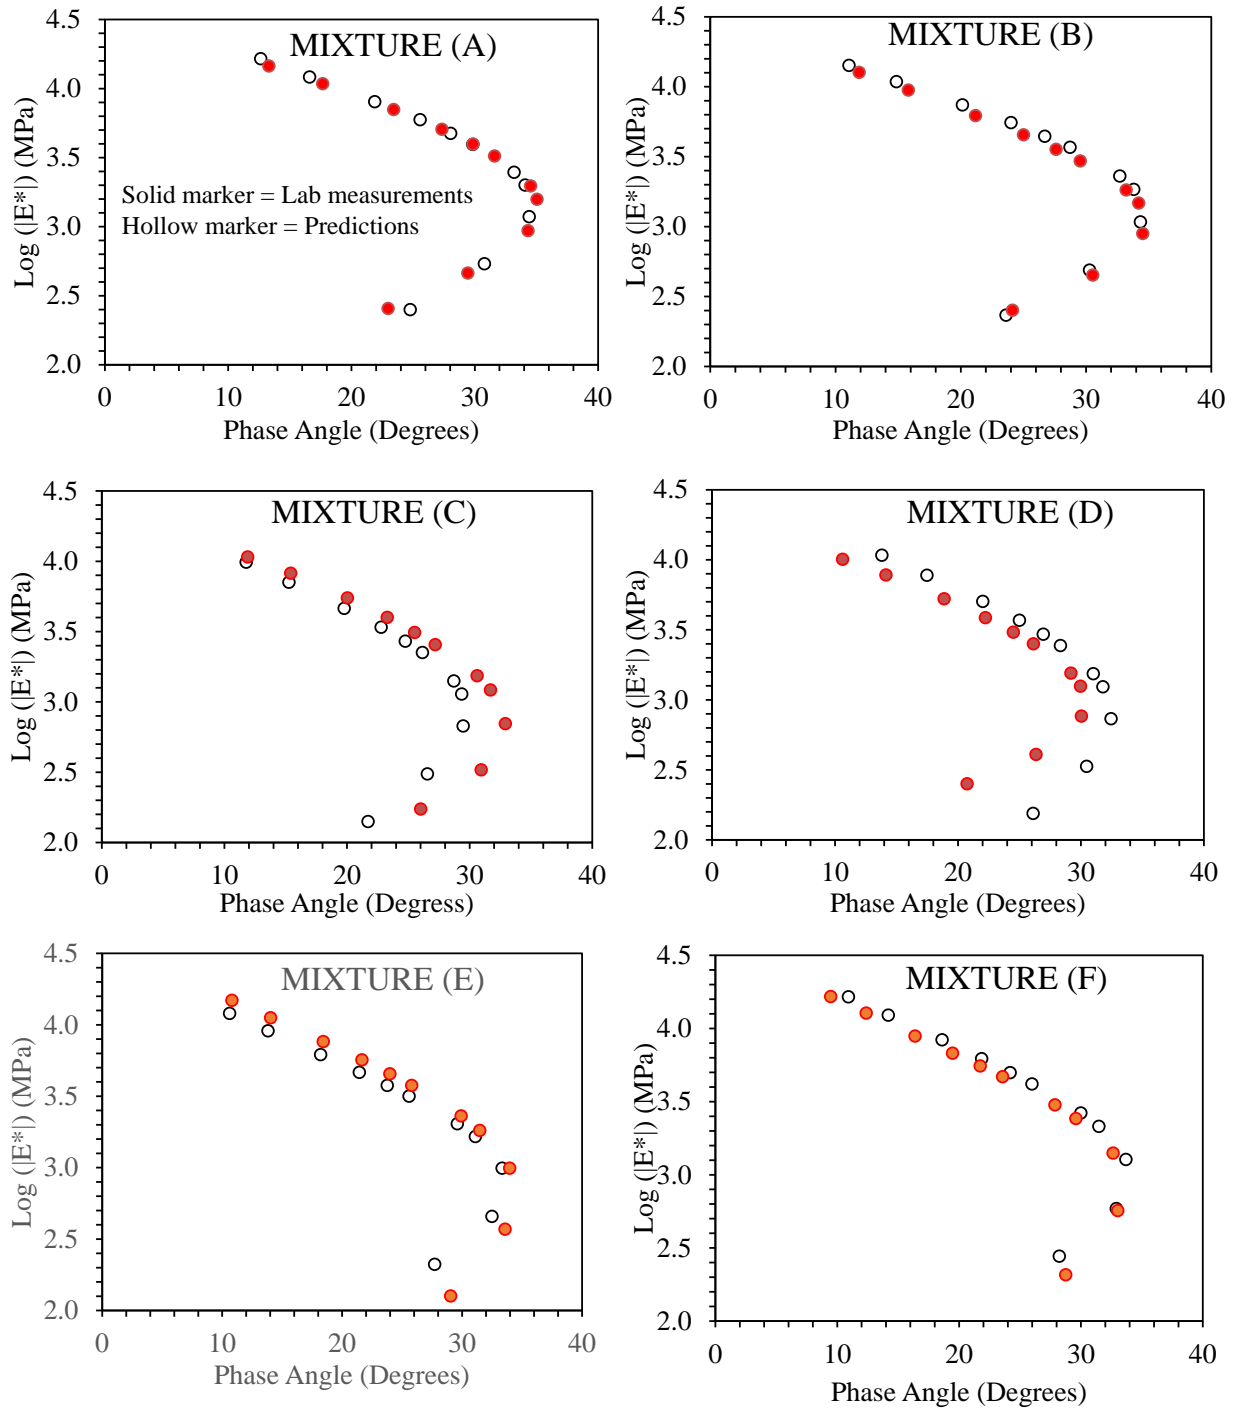 MIXTURE (A)
Log (|E*|) (MPa)
4.5
4.0
3.5
3.0
2.5
2.0
Solid marker = Lab measurements
Hollow marker = Predictions
0 10 20 30 40
Phase Angle (Degrees)
MIXTURE (B)
Log (|E*|) (MPa)
4.5
4.0
3.5
3.0
2.5
2.0
0 10 20 30 40
Phase Angle (Degrees)
MIXTURE (C)
Log (|E*|) (MPa)
4.5
4.0
3.5
3.0
2.5
2.0
0 10 20 30 40
Phase Angle (Degress)
MIXTURE (D)
Log (|E*|) (MPa)
4.5
4.0
3.5
3.0
2.5
2.0
0 10 20 30 40
Phase Angle (Degrees)
MIXTURE (E)
Log (|E*|) (MPa)
4.5
4.0
3.5
3.0
2.5
2.0
0 10 20 30 40
Phase Angle (Degrees)
MIXTURE (F)
Log (|E*|) (MPa)
4.5
4.0
3.5
3.0
2.5
2.0
0 10 20 30 40
Phase Angle (Degrees)